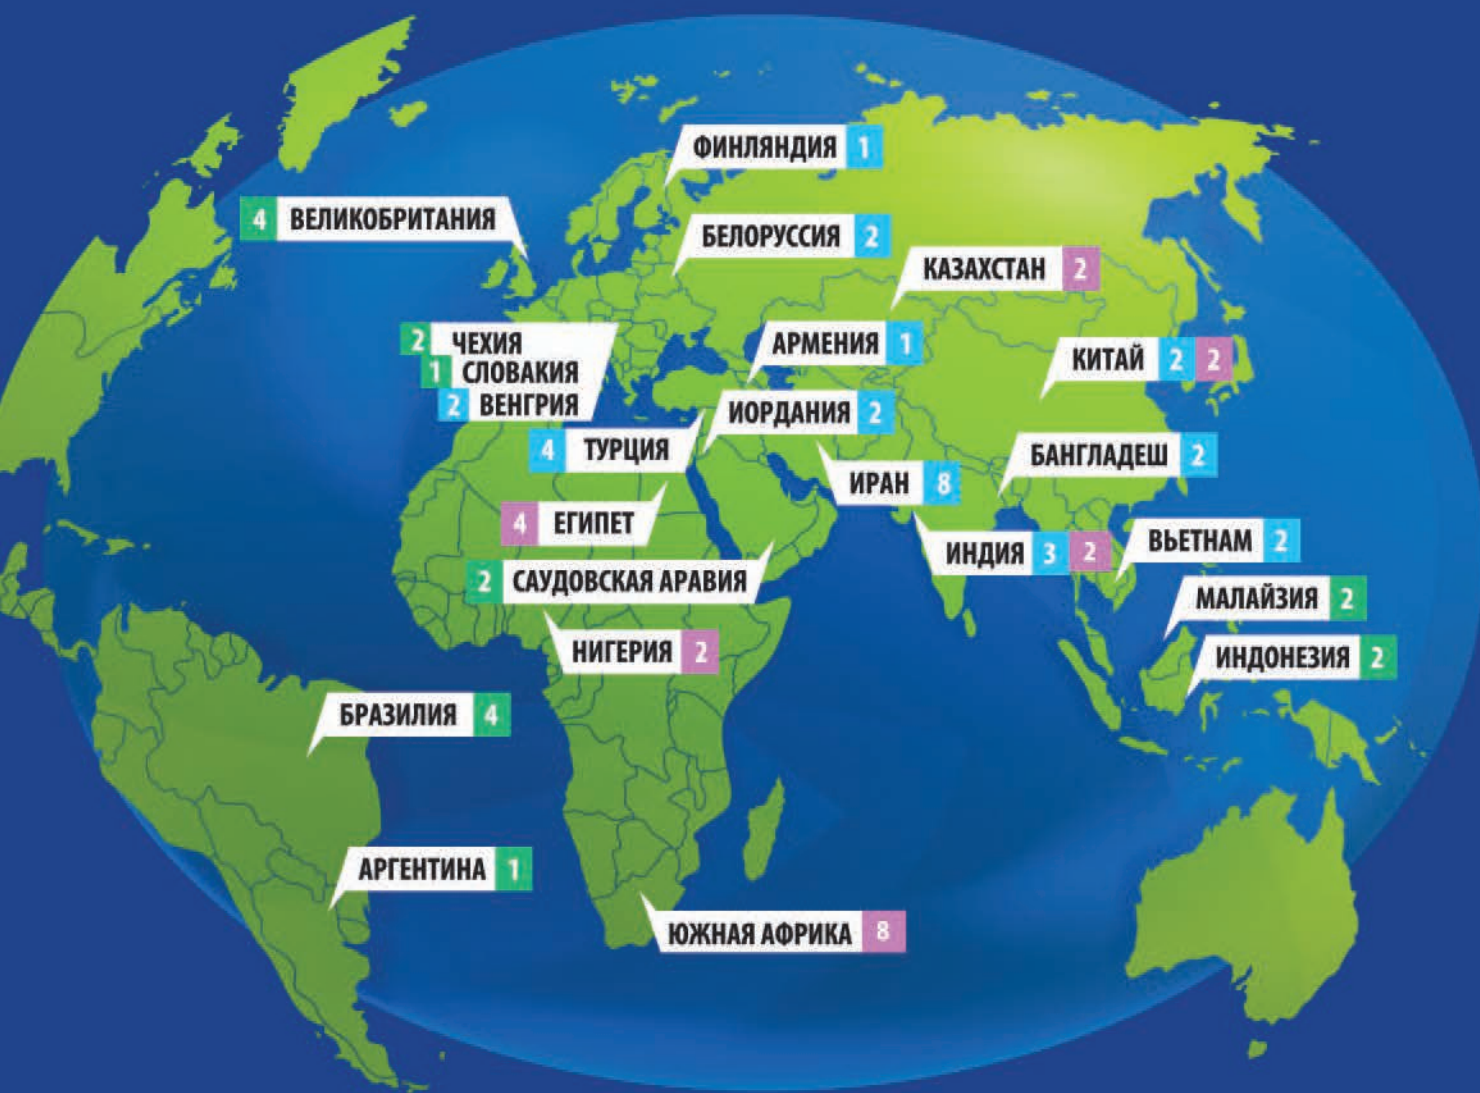 ФИНЛЯНДИЯ 1
4 ВЕЛИКОБРИТАНИЯ
БЕЛОРУССИЯ 2
КАЗАХСТАН 2
2 ЧЕХИЯ
1 СЛОВАКИЯ
2 ВЕНГРИЯ
АРМЕНИЯ 1
КИТАЙ 2 2
ИОРДАНИЯ 2
4 ТУРЦИЯ
БАНГЛАДЕШ 2
ИРАН 8
4 ЕГИПЕТ
ИНДИЯ 3 2
ВЬЕТНАМ 2
2 САУДОВСКАЯ АРАВИЯ
МАЛАЙЗИЯ 2
НИГЕРИЯ 2
ИНДОНЕЗИЯ 2
БРАЗИЛИЯ 4
АРГЕНТИНА 1
ЮЖНАЯ АФРИКА 8